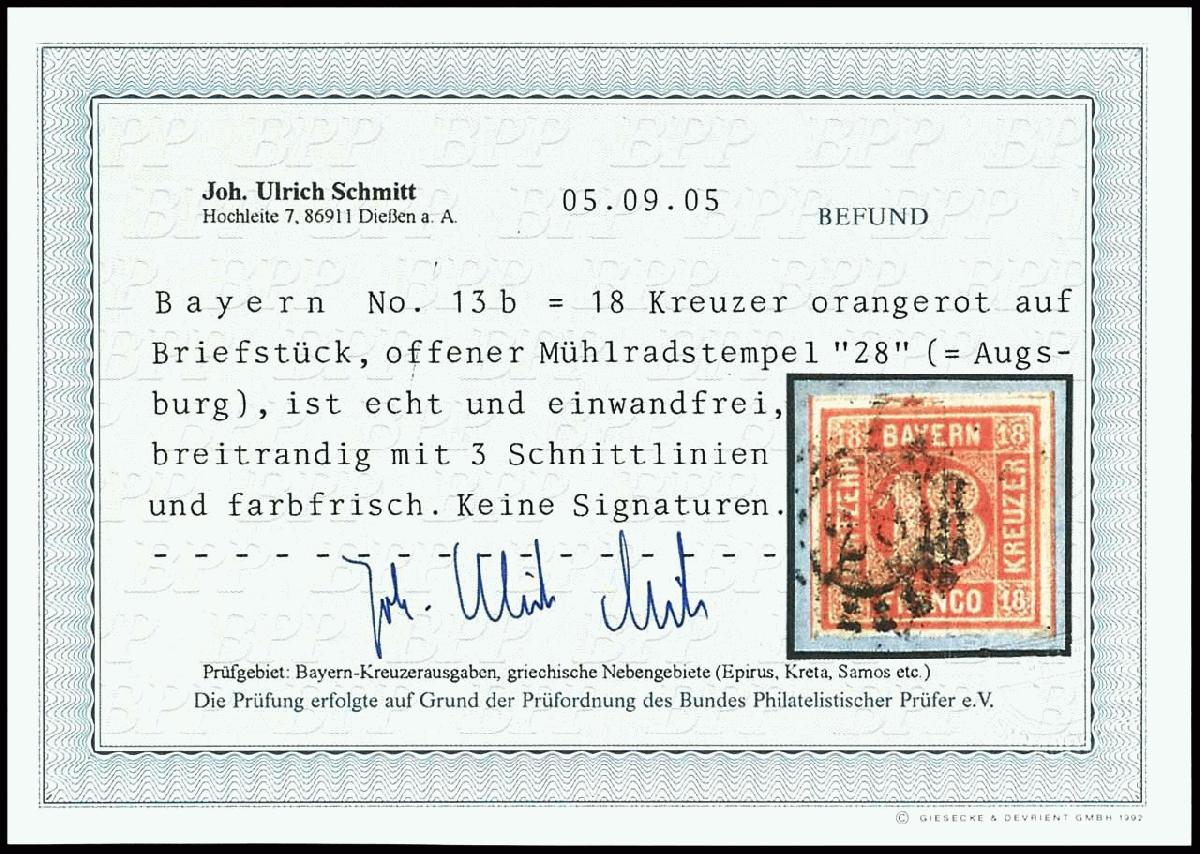 Joh. Ulrich Schmitt
Hochleite 7, 86911 Dießen a. A.
05.09.05
BEFUND
Bayern No. 13b = 18 Kreuzer orangerot auf
Briefstück, offener Mühlradstempel "28" (= Augs-
burg), ist echt und einwandfrei,
breitrandig mit 3 Schnittlinien
und farbfrisch. Keine Signaturen.
- - - - - - - - - - - - - - - -
18 BAYERN 18
KREUZER
18
Joh. Ulrich Schmitt
Prüfgebiet: Bayern-Kreuzerausgaben, griechische Nebengebiete (Epirus, Kreta, Samos etc.)
Die Prüfung erfolgte auf Grund der Prüfordnung des Bundes Philatelistischer Prüfer e.V.
© GIESECKE & DEVRIENT GMBH 1992